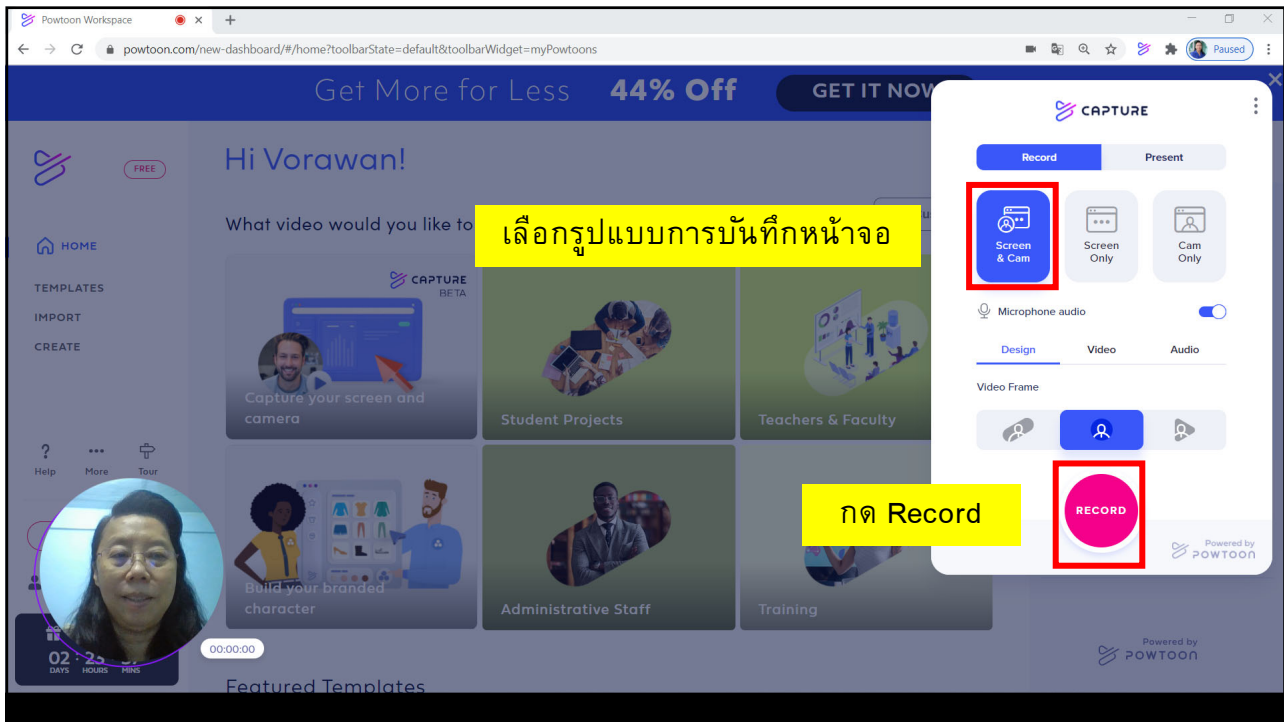 Powtoon Workspace
powtoon.com/new-dashboard/#/home?toolbarState=default&toolbarWidget=myPowtoons
Paused
Get More for Less 44% Off GET IT NOW
CAPTURE
Record Present
FREE
Hi Vorawan!
What video would you like to
เลือกรูปแบบการบันทึกหน้าจอ
Screen
& Cam
Screen
Only
Cam
Only
HOME
TEMPLATES
IMPORT
CREATE
CAPTURE
BETA
Capture your screen and
camera
Student Projects
Teachers & Faculty
Microphone audio
Design Video Audio
Video Frame
Help More Tour
กด Record
RECORD
Powered by
POWTOON
Build your branded
character
Administrative Staff
Training
02
DAYS HOURS MINS
00:00:00
Powered by
POWTOON
Featured Templates